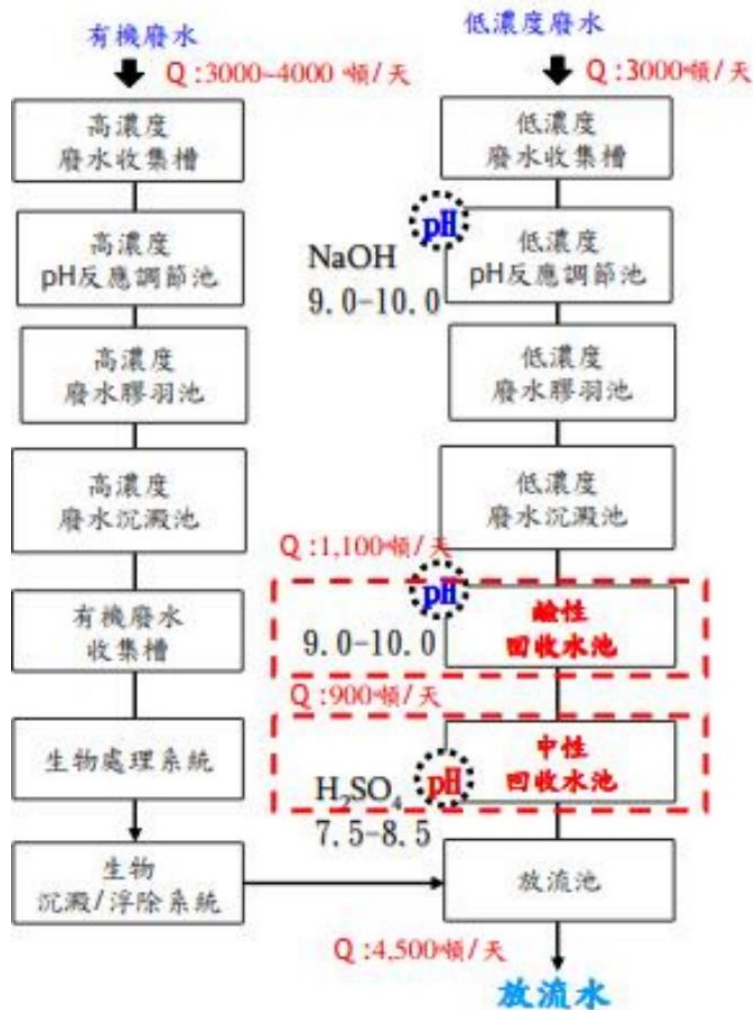 有機廢水
Q:3000~4000噸/天
高濃度
廢水收集槽
高濃度
pH反應調節池
高濃度
廢水膠羽池
高濃度
廢水沉澱池
有機廢水
收集槽
生物處理系統
生物
沉澱/浮除系統
低濃度廢水
Q:3000噸/天
低濃度
廢水收集槽
pH
NaOH
9.0-10.0
低濃度
pH反應調節池
低濃度
廢水膠羽池
低濃度
廢水沉澱池
Q:1,100噸/天
pH
9.0-10.0
鹼性
回收水池
Q:900噸/天
中性
回收水池
pH
H₂SO₄
7.5-8.5
放流池
Q:4,500噸/天
放流水